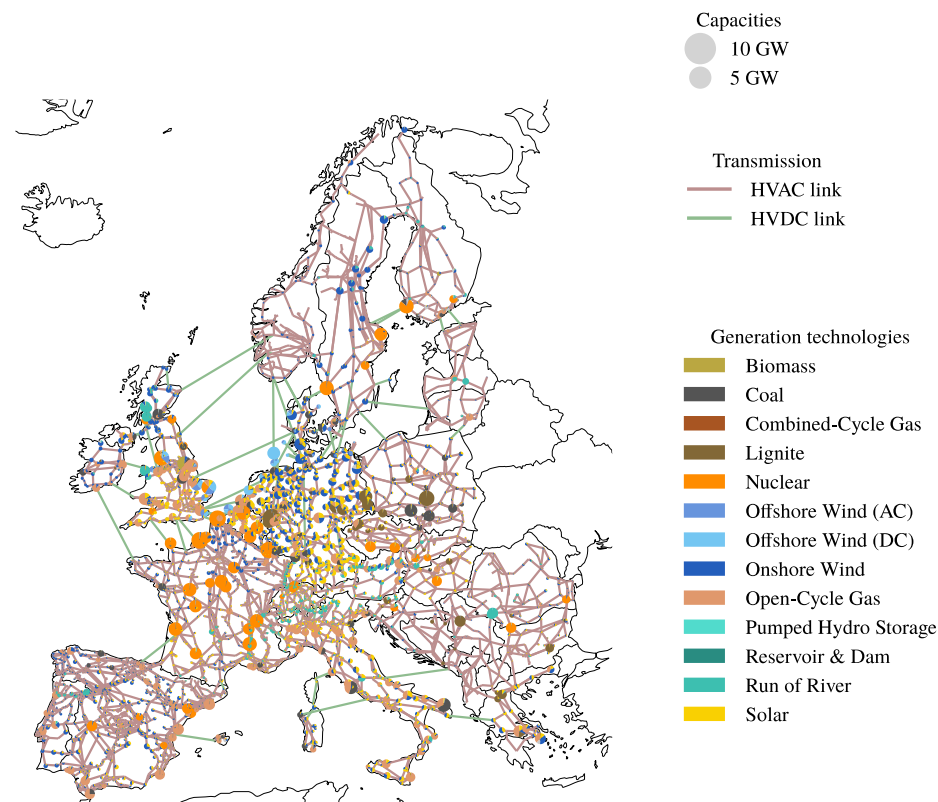 Capacities
10 GW
5 GW
Transmission
HVAC link
HVDC link
Generation technologies
Biomass
Coal
Combined-Cycle Gas
Lignite
Nuclear
Offshore Wind (AC)
Offshore Wind (DC)
Onshore Wind
Open-Cycle Gas
Pumped Hydro Storage
Reservoir & Dam
Run of River
Solar